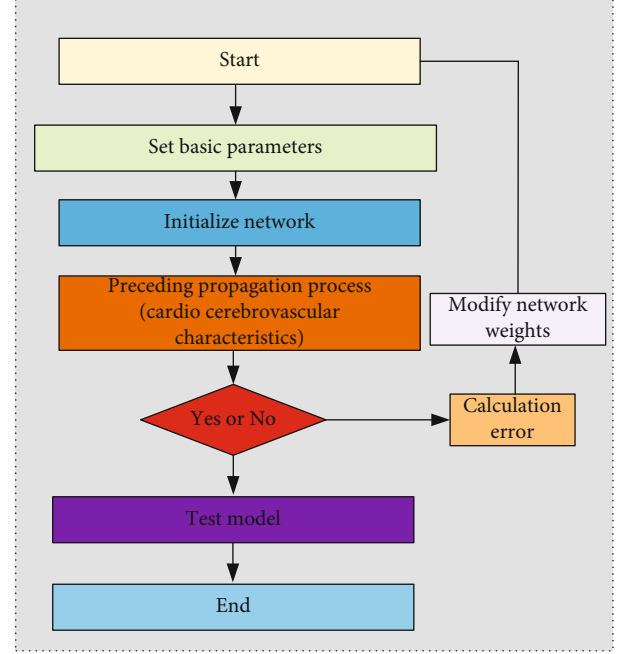 Start
Set basic parameters
Initialize network
Preceding propagation process
(cardio cerebrovascular
characteristics)
Modify network
weights
Yes or No
Calculation
error
Test model
End